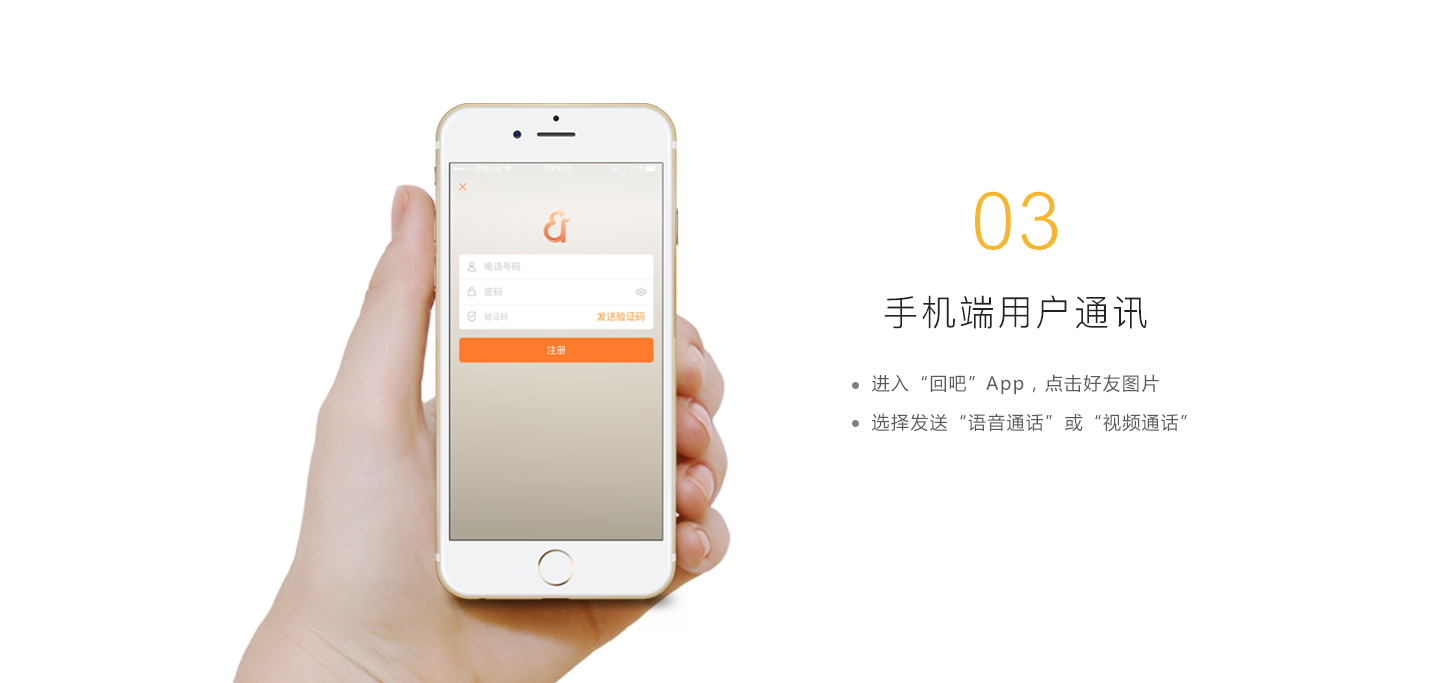 电话号码
密码
验证码 发送验证码
注册
03
手机端用户通讯
进入“回吧”App，点击好友图片
选择发送“语音通话”或“视频通话”